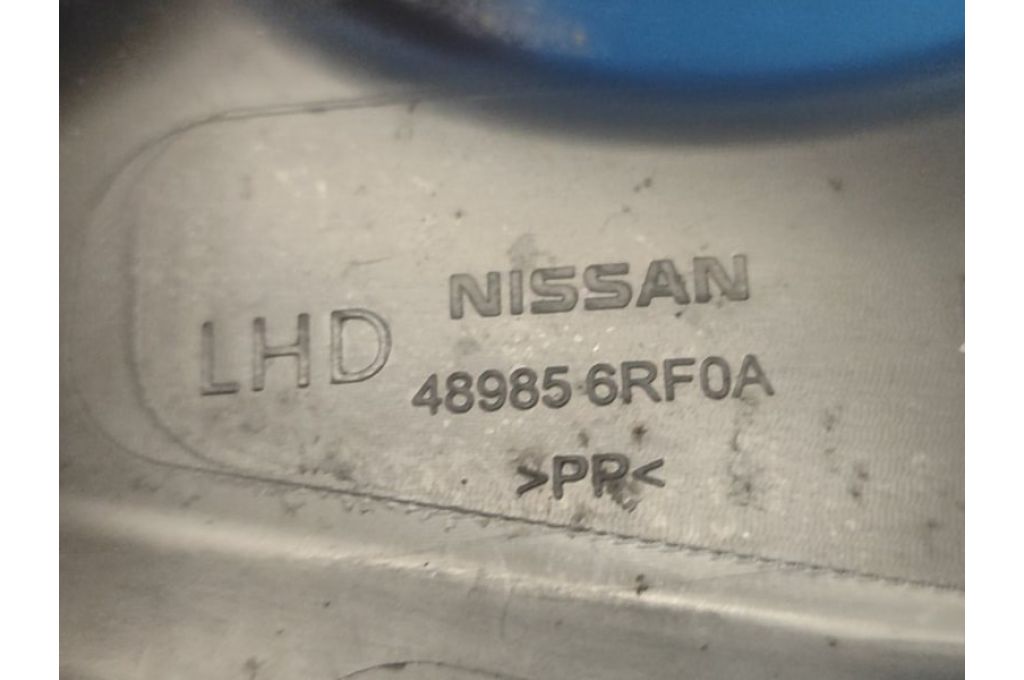 NISSAN
LHD
48985 6RF0A
>PP<